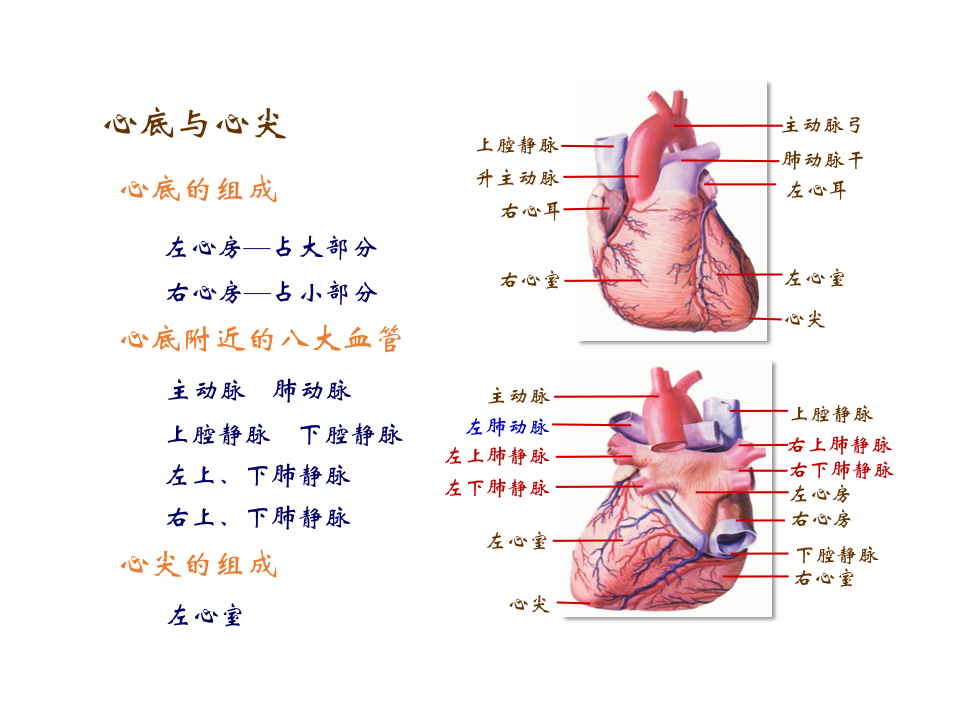 心底与心尖
心底的组成
左心房—占大部分
右心房—占小部分
心底附近的八大血管
主动脉 肺动脉
上腔静脉 下腔静脉
左上、下肺静脉
右上、下肺静脉
心尖的组成
左心室
上腔静脉
升主动脉
右心耳
右心室
主动脉弓
肺动脉干
左心耳
左心室
心尖
主动脉
左肺动脉
左上肺静脉
左下肺静脉
左心室
心尖
上腔静脉
右上肺静脉
右下肺静脉
左心房
右心房
下腔静脉
右心室